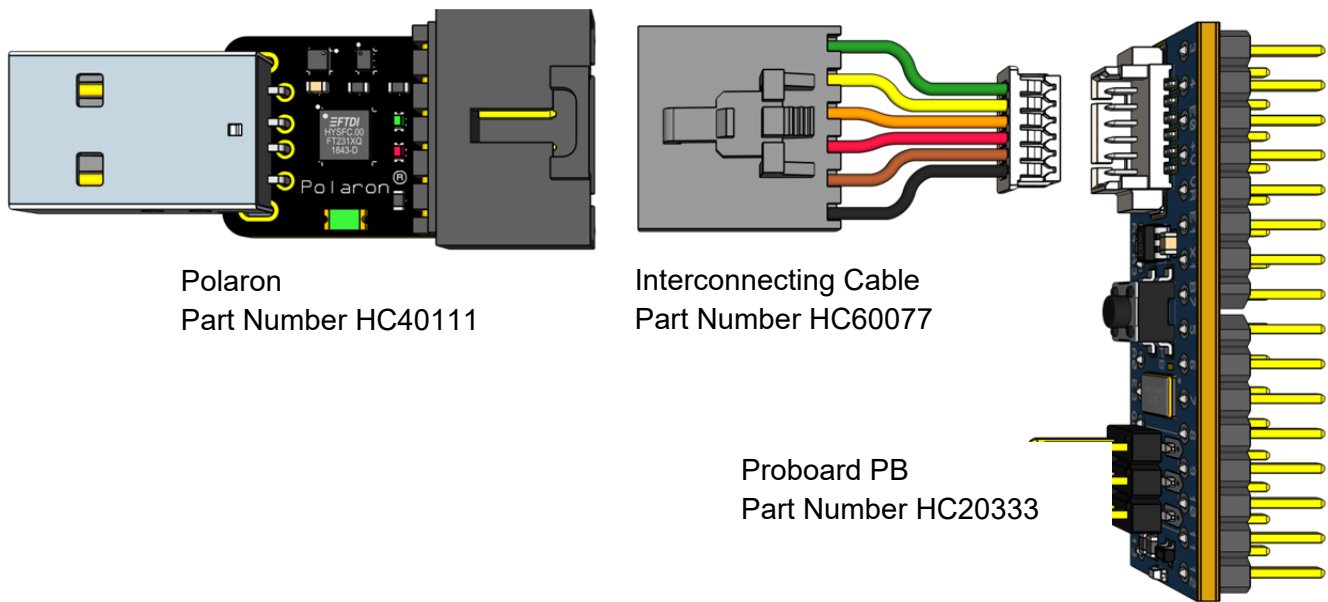 FTDI
HYSFC.00
FT231XQ
1843-D
Polaron®
Polaron
Part Number HC40111
Interconnecting Cable
Part Number HC60077
Proboard PB
Part Number HC20333